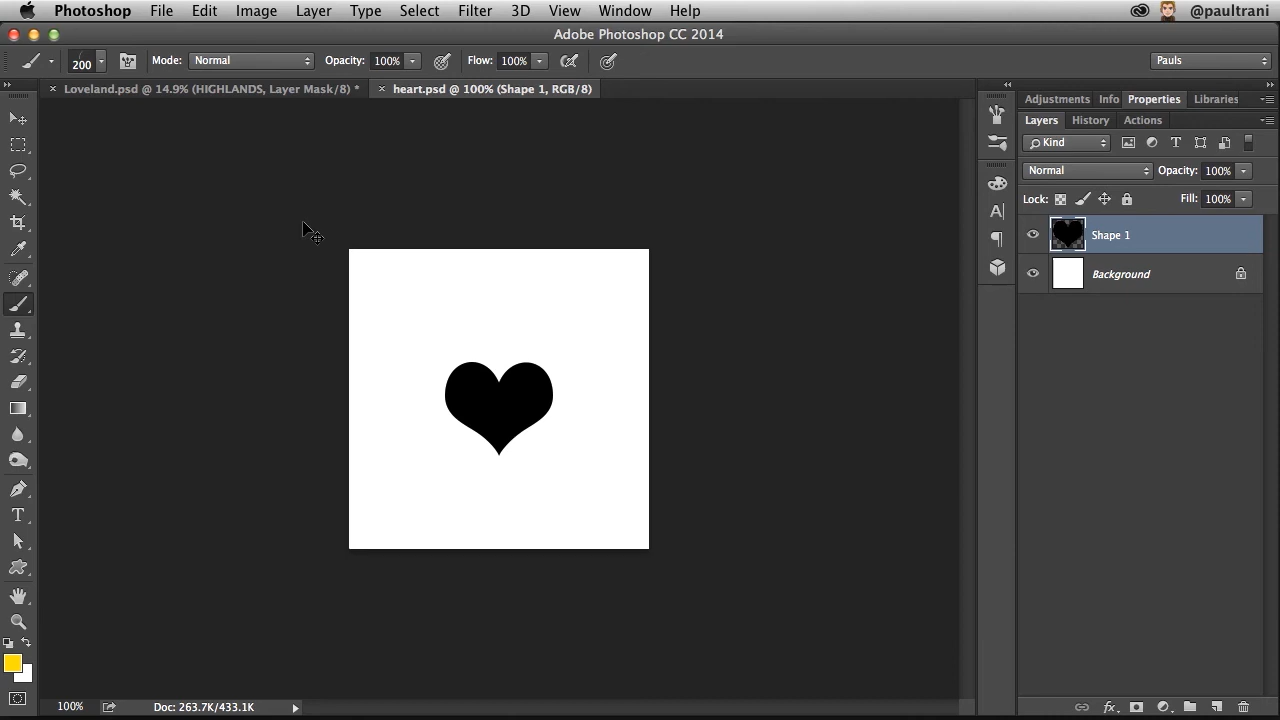 Photoshop File Edit Image Layer Type Select Filter 3D View Window Help @paultrani
Adobe Photoshop CC 2014
200 Mode: Normal Opacity: 100% Flow: 100% Pauls
Loveland.psd @ 14.9% (HIGHLANDS, Layer Mask/8) * heart.psd @ 100% (Shape 1, RGB/8)
Adjustments Info Properties Libraries
Layers History Actions
Kind
Normal Opacity: 100%
Lock: Fill: 100%
Shape 1
Background
100% Doc: 263.7K/433.1K